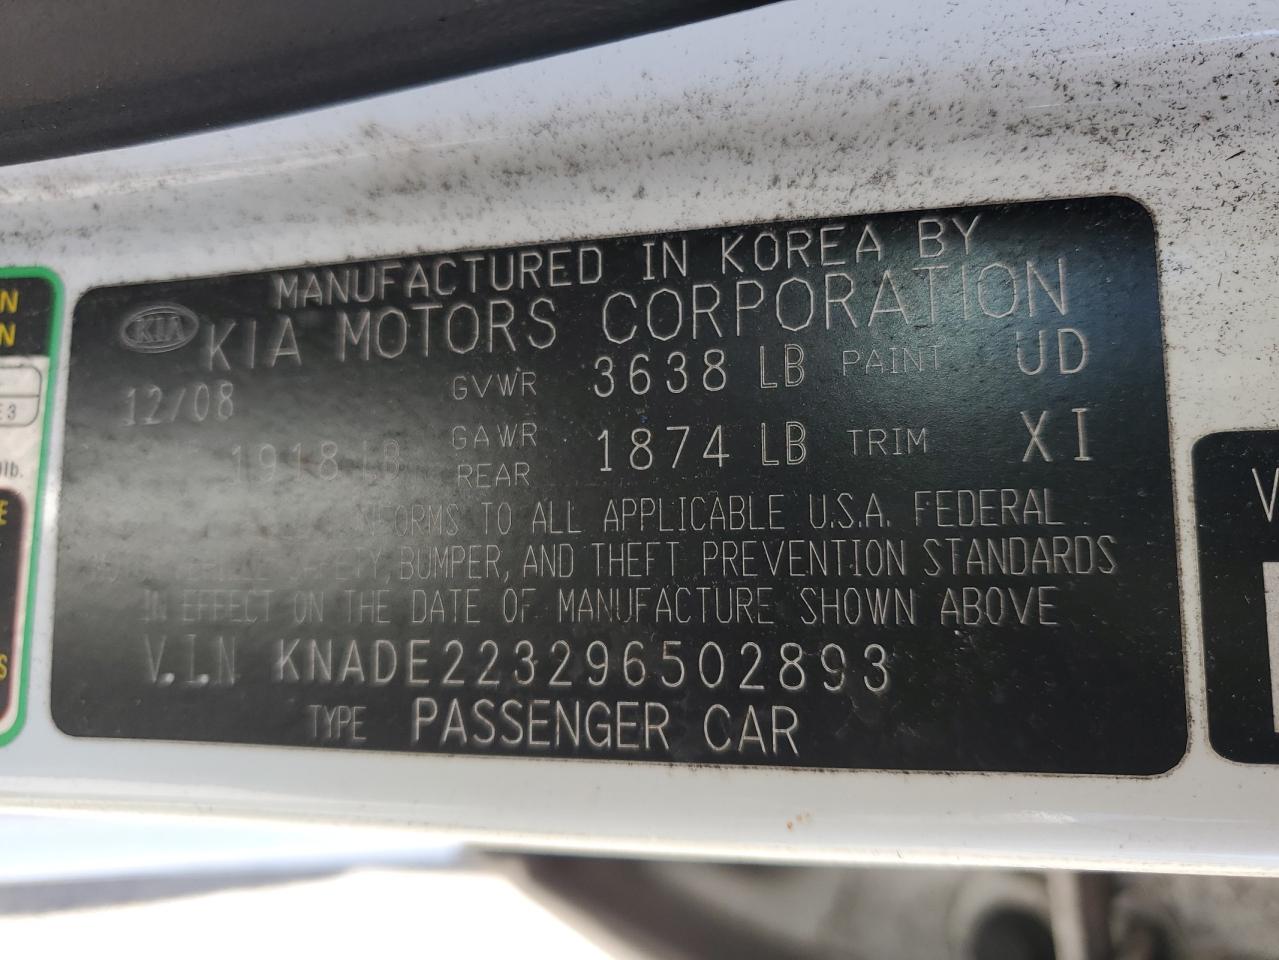 MANUFACTURED IN KOREA BY
KIA KIA MOTORS CORPORATION
12/08 GVWR 3638 LB PAINT UD
1918 LB GAWR REAR 1874 LB TRIM XI
TO ALL APPLICABLE U.S.A. FEDERAL
BUMPER, AND THEFT PREVENTION STANDARDS
IN EFFECT ON THE DATE OF MANUFACTURE SHOWN ABOVE
V.I.N KNADE223296502893
TYPE PASSENGER CAR